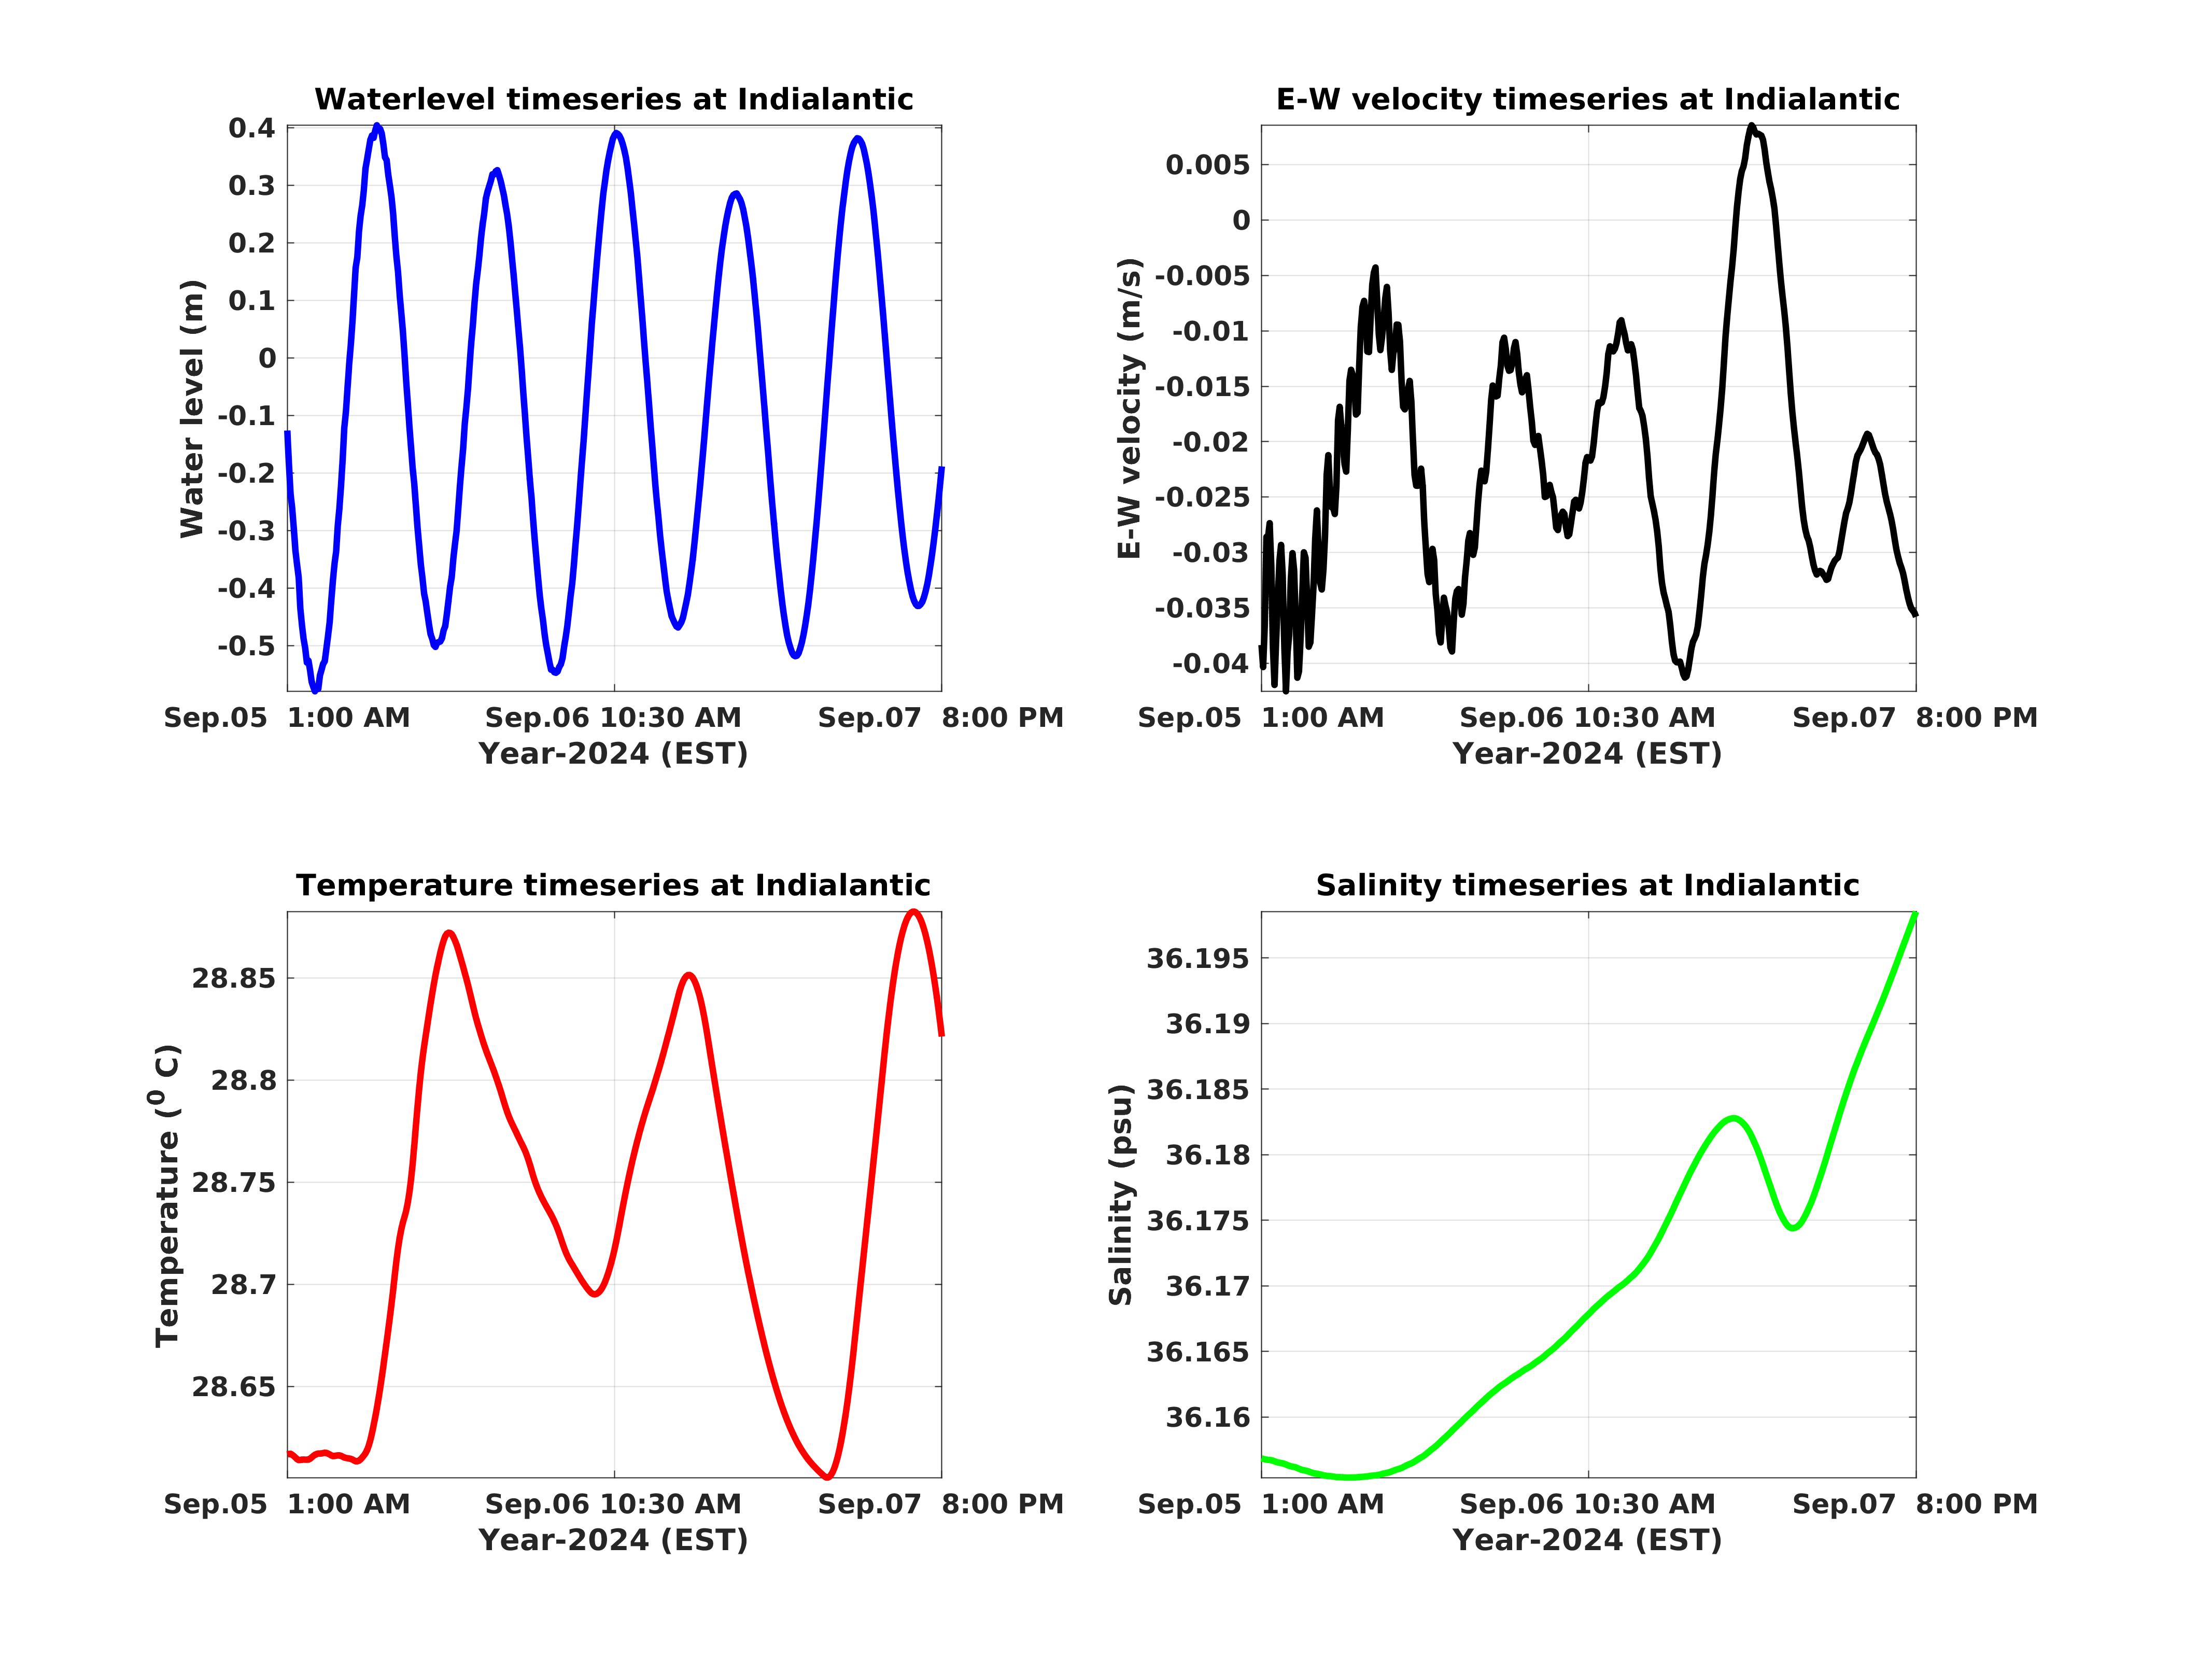 Waterlevel timeseries at Indialantic
0.4
0.3
0.2
0.1
0
-0.1
-0.2
-0.3
-0.4
-0.5
Water level (m)
Sep.05 1:00 AM Sep.06 10:30 AM Sep.07 8:00 PM
Year-2024 (EST)
E-W velocity timeseries at Indialantic
0.005
0
-0.005
-0.01
-0.015
-0.02
-0.025
-0.03
-0.035
-0.04
E-W velocity (m/s)
Sep.05 1:00 AM Sep.06 10:30 AM Sep.07 8:00 PM
Year-2024 (EST)
Temperature timeseries at Indialantic
28.85
28.8
28.75
28.7
28.65
Temperature (⁰ C)
Sep.05 1:00 AM Sep.06 10:30 AM Sep.07 8:00 PM
Year-2024 (EST)
Salinity timeseries at Indialantic
36.195
36.19
36.185
36.18
36.175
36.17
36.165
36.16
Salinity (psu)
Sep.05 1:00 AM Sep.06 10:30 AM Sep.07 8:00 PM
Year-2024 (EST)